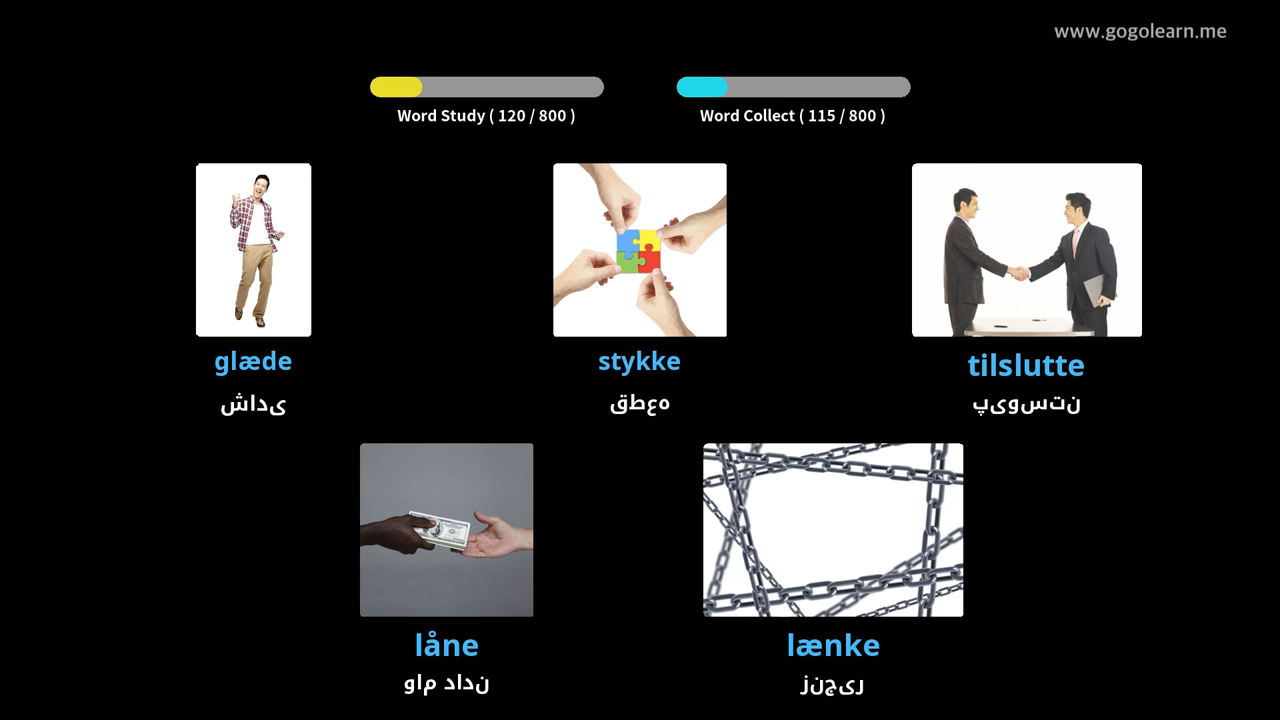 www.gogolearn.me
Word Study ( 120 / 800 )
Word Collect ( 115 / 800 )
glæde
یداش
stykke
هعطق
tilslutte
نتسویپ
låne
نداد ماو
lænke
ریجنز